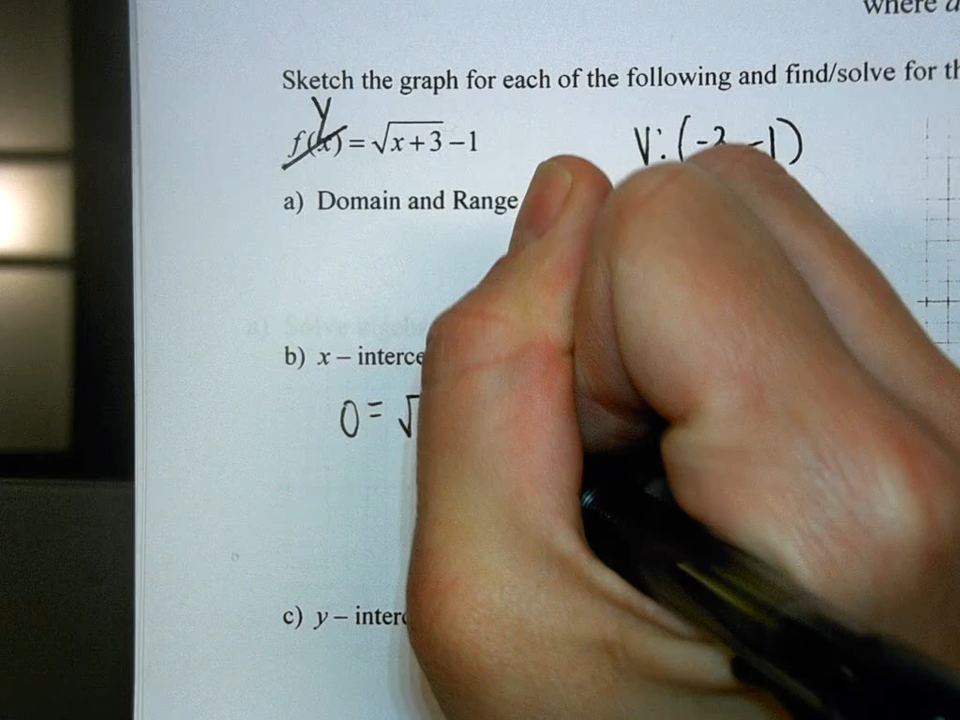 where a
Sketch the graph for each of the following and find/solve for th
y
f(x) = √x+3 − 1
V: (-3, -1)
a) Domain and Range
b) x – interce
0 = √
c) y – interc